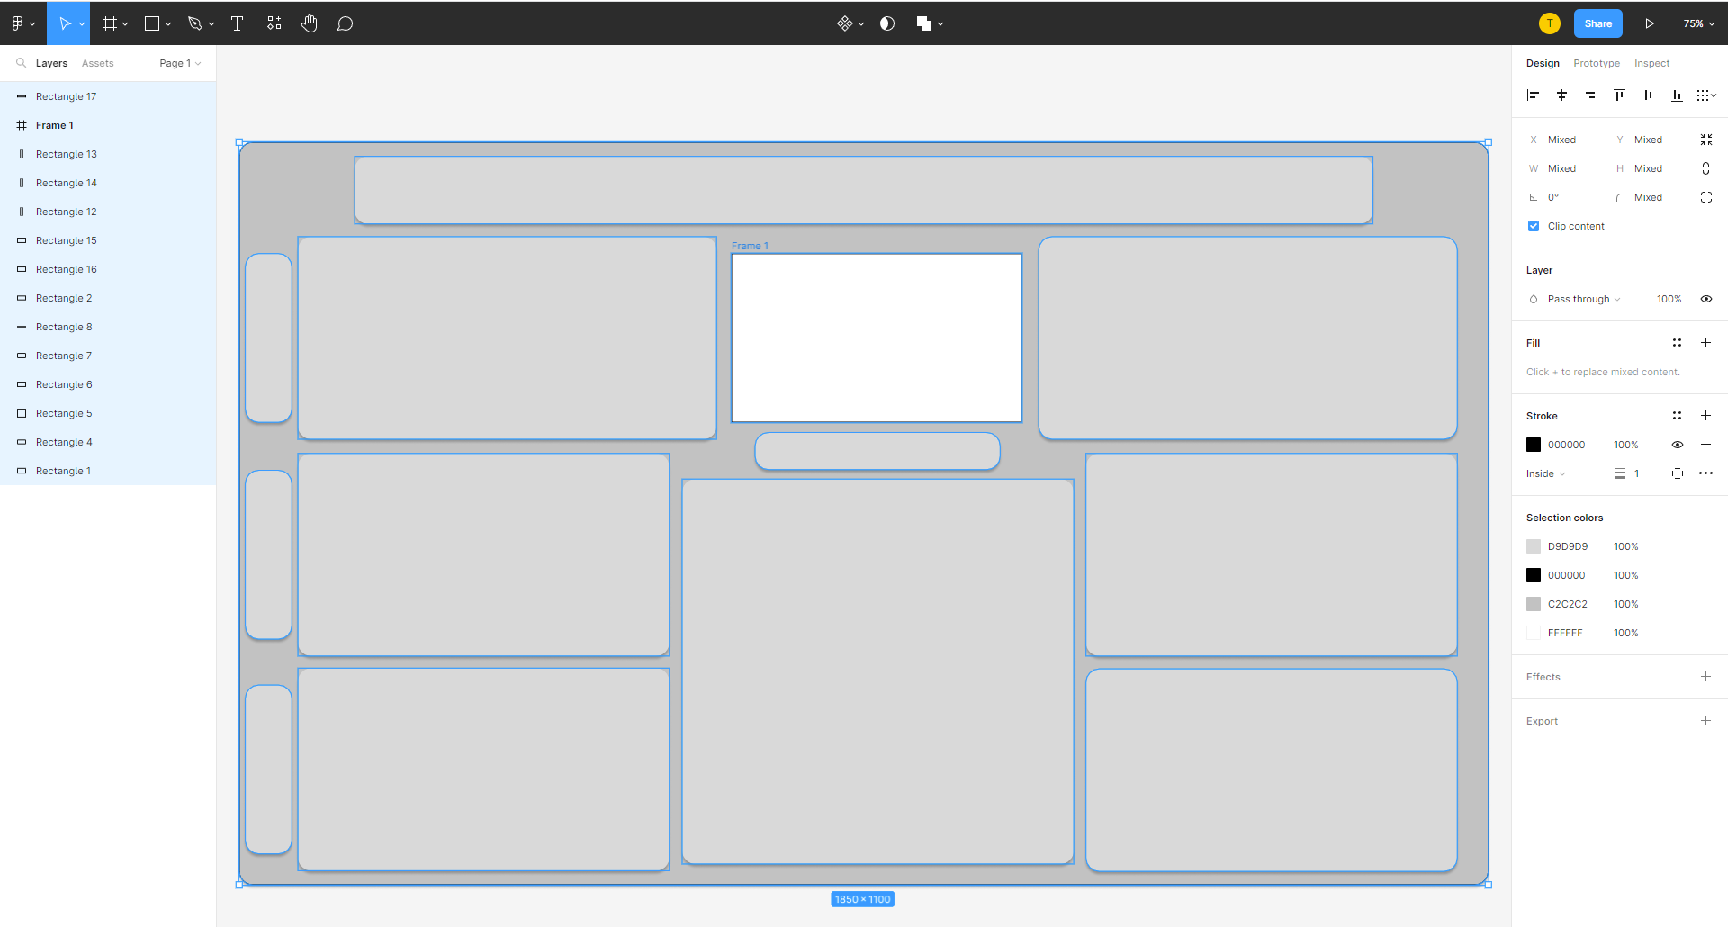 T
Share
75%
Layers
Assets
Page 1
Rectangle 17
Frame 1
Rectangle 13
Rectangle 14
Rectangle 12
Rectangle 15
Rectangle 16
Rectangle 2
Rectangle 8
Rectangle 7
Rectangle 6
Rectangle 5
Rectangle 4
Rectangle 1
Frame 1
1850 × 1100
Design
Prototype
Inspect
X Mixed Y Mixed
W Mixed H Mixed
0° Mixed
Clip content
Layer
Pass through 100%
Fill
Click + to replace mixed content.
Stroke
000000 100%
Inside 1
Selection colors
D9D9D9 100%
000000 100%
C2C2C2 100%
FFFFFF 100%
Effects
Export